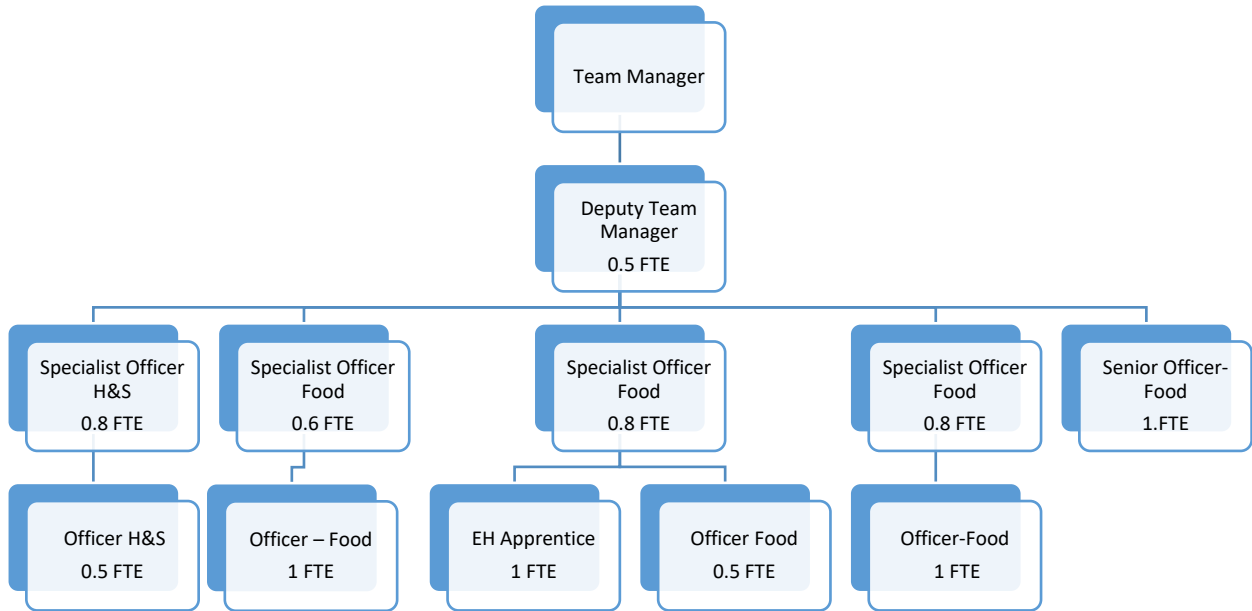 Team Manager
Deputy Team
Manager
0.5 FTE
Specialist Officer
H&S
0.8 FTE
Specialist Officer
Food
0.6 FTE
Specialist Officer
Food
0.8 FTE
Specialist Officer
Food
0.8 FTE
Senior Officer-
Food
1.FTE
Officer H&S
0.5 FTE
Officer – Food
1 FTE
EH Apprentice
1 FTE
Officer Food
0.5 FTE
Officer-Food
1 FTE